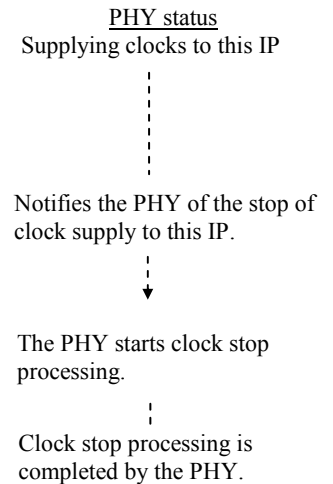 PHY status
Supplying clocks to this IP
Notifies the PHY of the stop of
clock supply to this IP.
The PHY starts clock stop
processing.
Clock stop processing is
completed by the PHY.